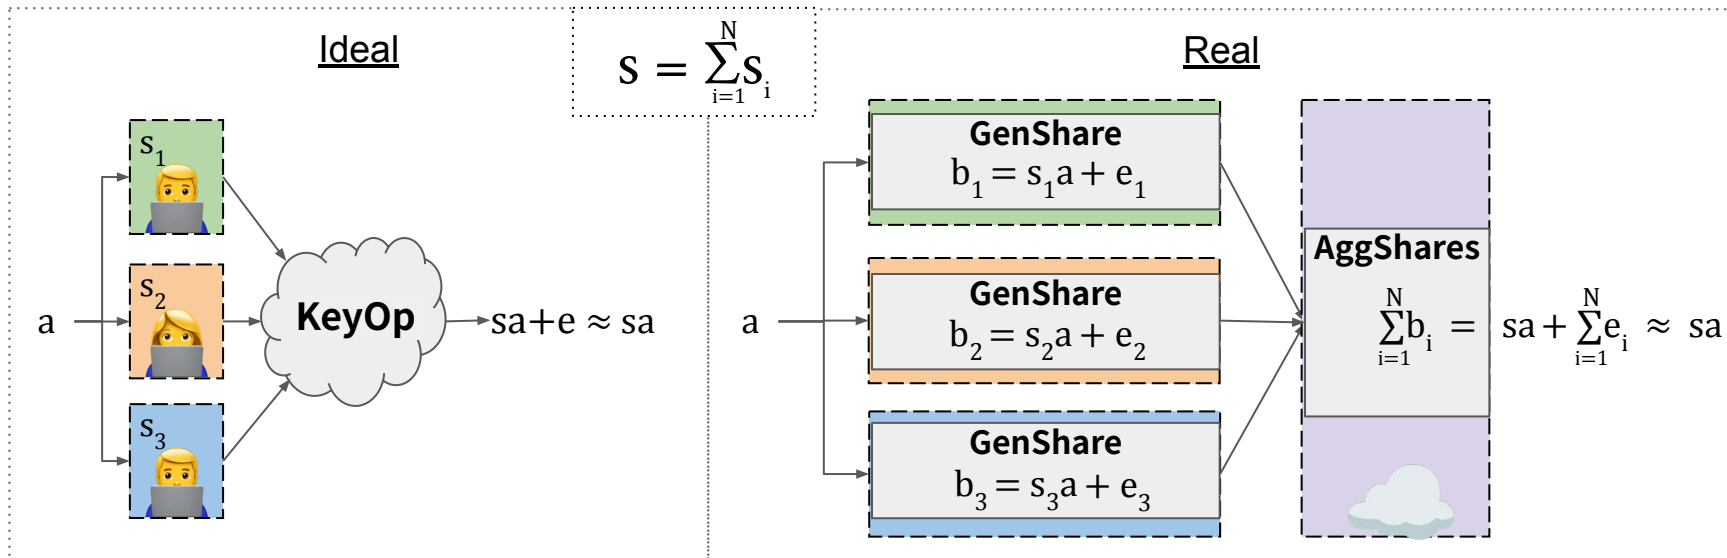 Ideal
s = ∑_{i=1}^{N} s_i
Real
s_1
s_2
s_3
a
KeyOp
sa+e ≈ sa
a
GenShare
b_1 = s_1a + e_1
GenShare
b_2 = s_2a + e_2
GenShare
b_3 = s_3a + e_3
AggShares
∑_{i=1}^{N} b_i = sa + ∑_{i=1}^{N} e_i ≈ sa